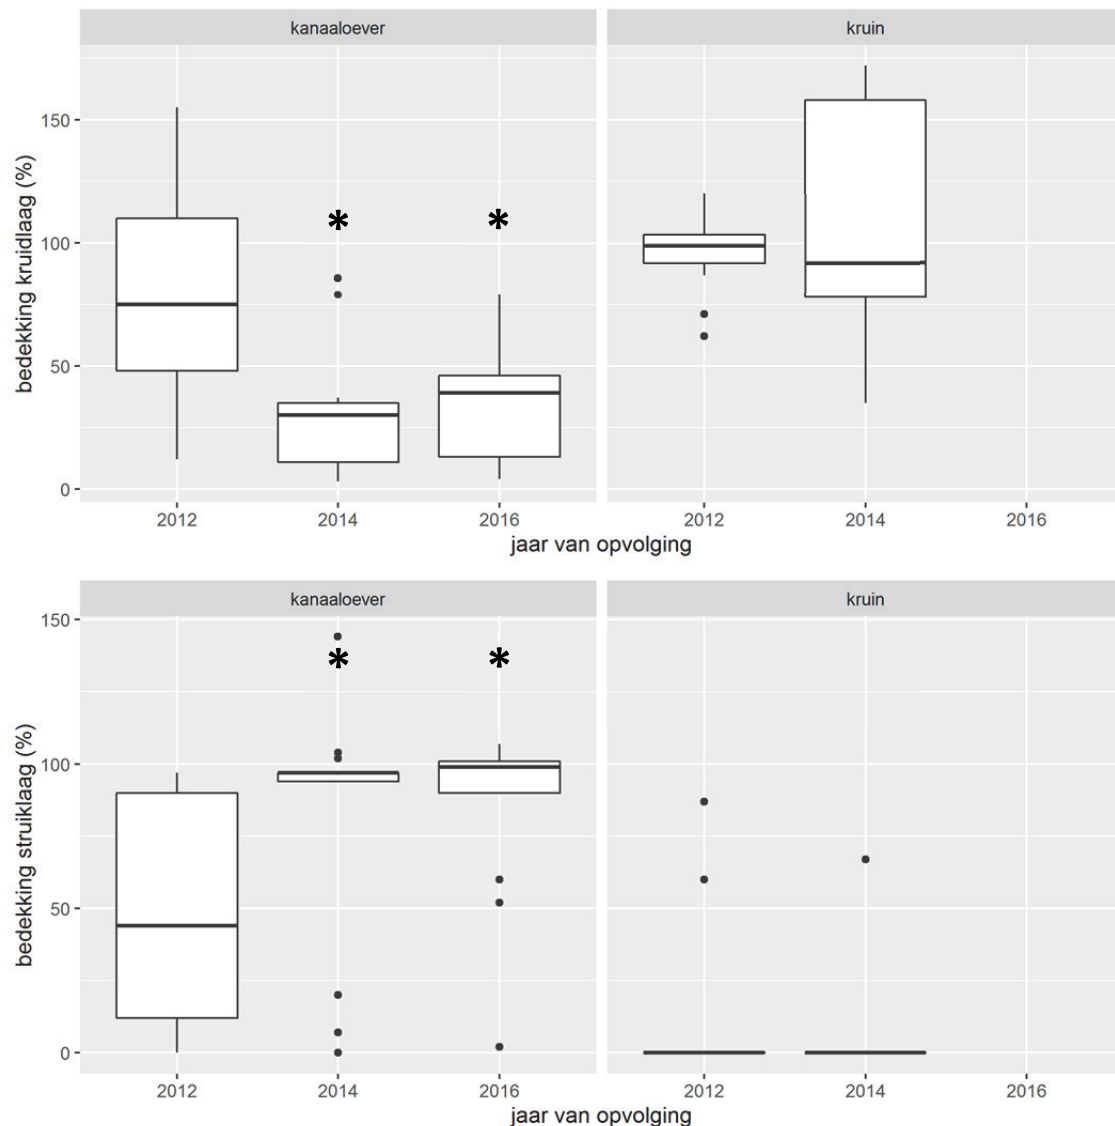 kanaaloever kruin
bedekking kruidlaag (%)
150
100
50
0
* *
2012 2014 2016 2012 2014 2016
jaar van opvolging
kanaaloever kruin
bedekking struiklaag (%)
150
100
50
0
* *
2012 2014 2016 2012 2014 2016
jaar van opvolging